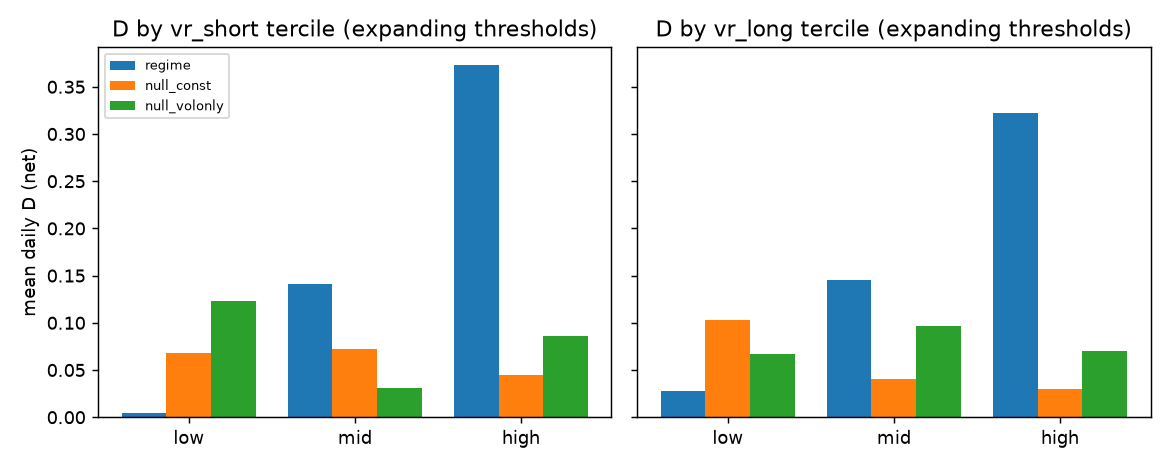 D by vr_short tercile (expanding thresholds)
D by vr_long tercile (expanding thresholds)
regime
null_const
null_volonly
mean daily D (net)
0.35
0.30
0.25
0.20
0.15
0.10
0.05
0.00
low mid high
low mid high